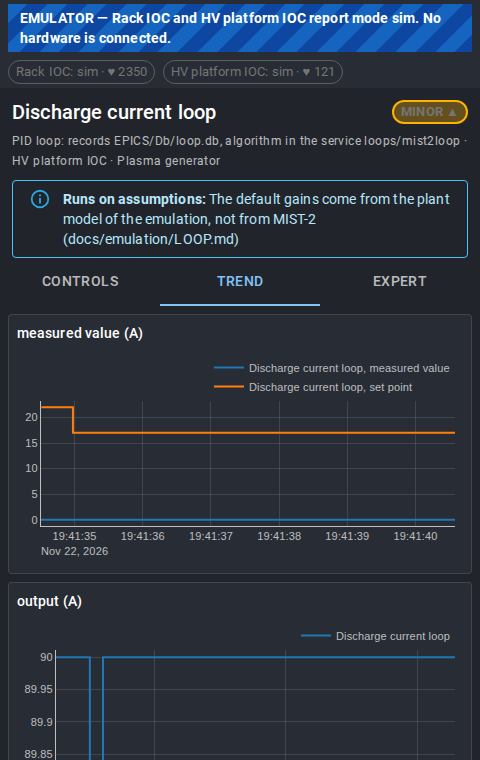 EMULATOR — Rack IOC and HV platform IOC report mode sim. No
hardware is connected.
Rack IOC: sim · ♥ 2350
HV platform IOC: sim · ♥ 121
Discharge current loop
MINOR ▲
PID loop: records EPICS/Db/loop.db, algorithm in the service loops/mist2loop ·
HV platform IOC · Plasma generator
Runs on assumptions: The default gains come from the plant
model of the emulation, not from MIST-2
(docs/emulation/LOOP.md)
CONTROLS
TREND
EXPERT
measured value (A)
Discharge current loop, measured value
Discharge current loop, set point
20
15
10
5
0
19:41:35
19:41:36
19:41:37
19:41:38
19:41:39
19:41:40
Nov 22, 2026
output (A)
Discharge current loop
90
89.95
89.9
89.85